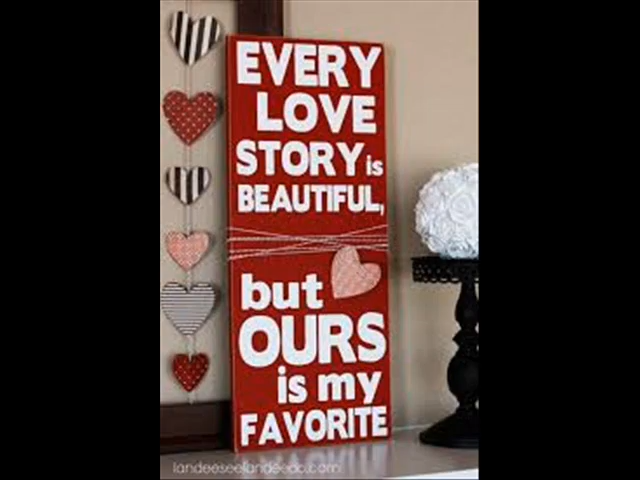 EVERY
LOVE
STORY is
BEAUTIFUL,
but
OURS
is my
FAVORITE
landeeseelandeedo.com